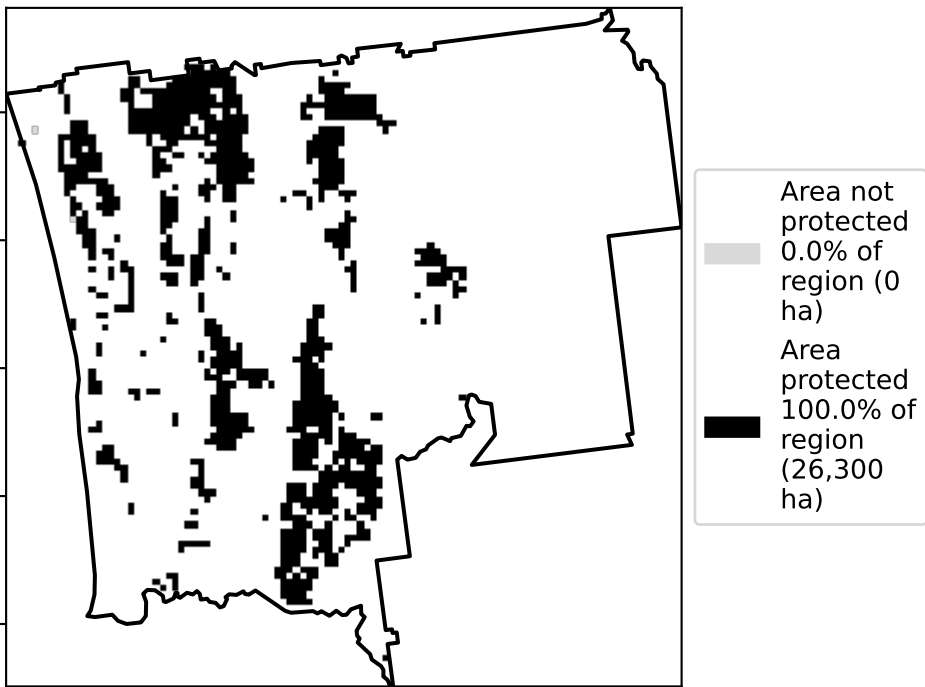 Area not
protected
0.0% of
region (0
ha)
Area
protected
100.0% of
region
(26,300
ha)